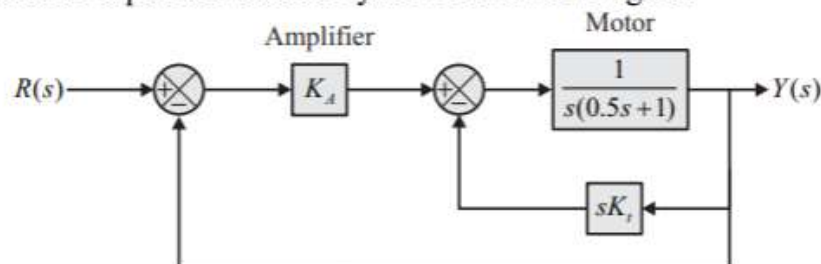 Motor
Amplifier
R(s)
+
−
K_A
+
−
1
s(0.5s+1)
Y(s)
sK_t